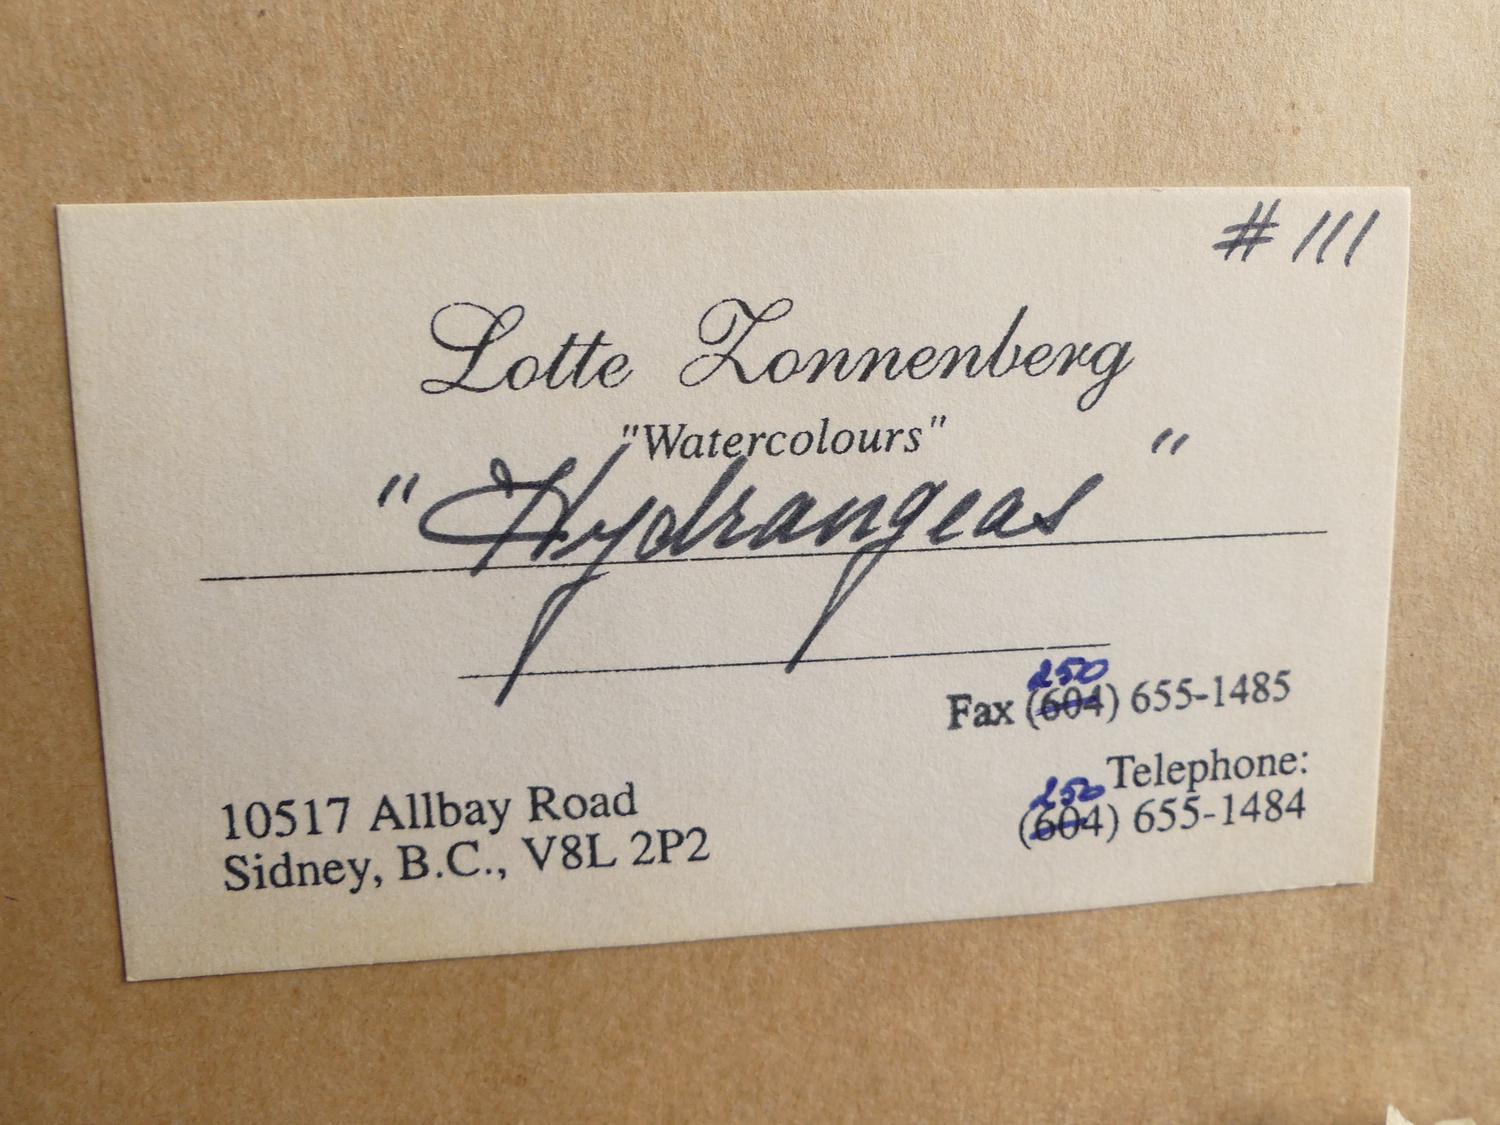 # 111
Lotte Zonnenberg
"Watercolours"
"Hydrangeas"
250
Fax (604) 655-1485
Telephone:
250
(604) 655-1484
10517 Allbay Road
Sidney, B.C., V8L 2P2